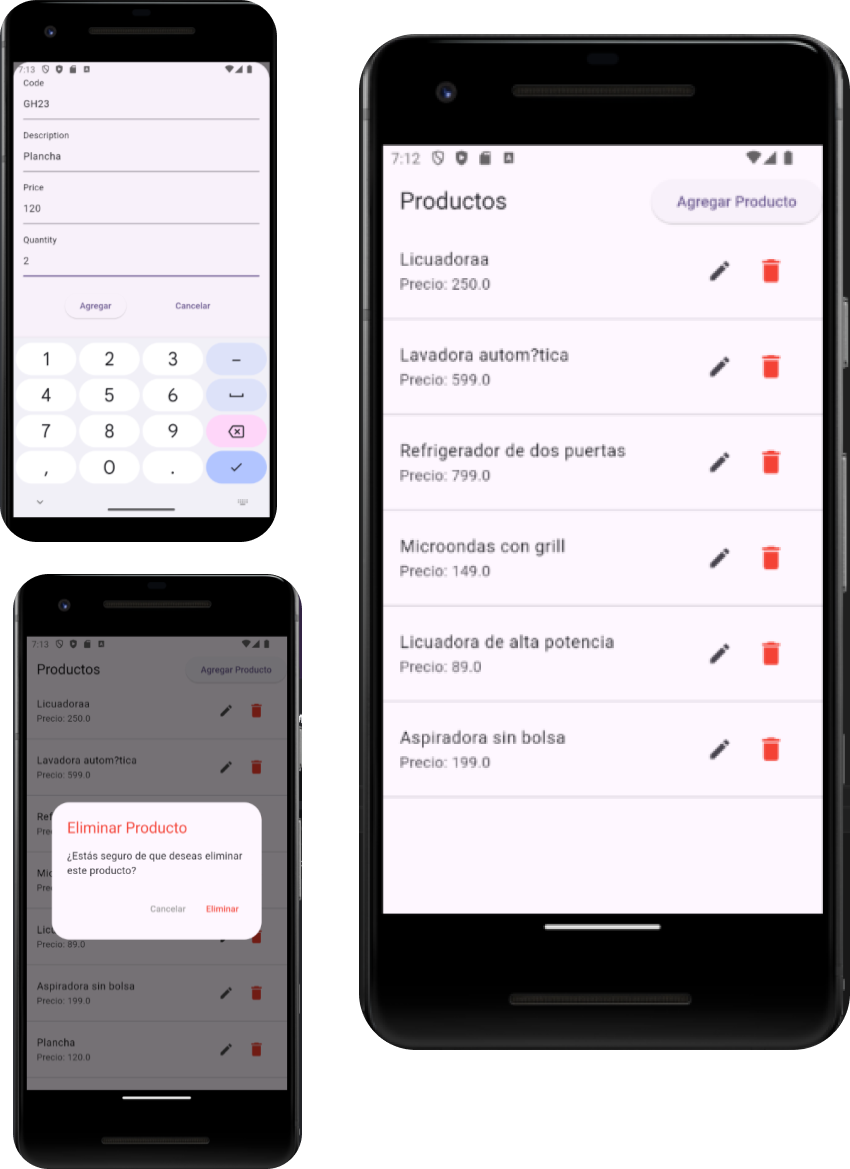 7:13
Code
GH23
Description
Plancha
Price
120
Quantity
2
Agregar Cancelar
1 2 3 -
4 5 6
7 8 9
, 0 .
7:12
Productos Agregar Producto
Licuadoraa
Precio: 250.0
Lavadora autom?tica
Precio: 599.0
Refrigerador de dos puertas
Precio: 799.0
Microondas con grill
Precio: 149.0
Licuadora de alta potencia
Precio: 89.0
Aspiradora sin bolsa
Precio: 199.0
7:13
Productos Agregar Producto
Licuadoraa
Precio: 250.0
Lavadora autom?tica
Precio: 599.0
Ref
Pre
Eliminar Producto
¿Estás seguro de que deseas eliminar
este producto?
Mic
Pre
Cancelar Eliminar
Licu
Precio: 89.0
Aspiradora sin bolsa
Precio: 199.0
Plancha
Precio: 120.0